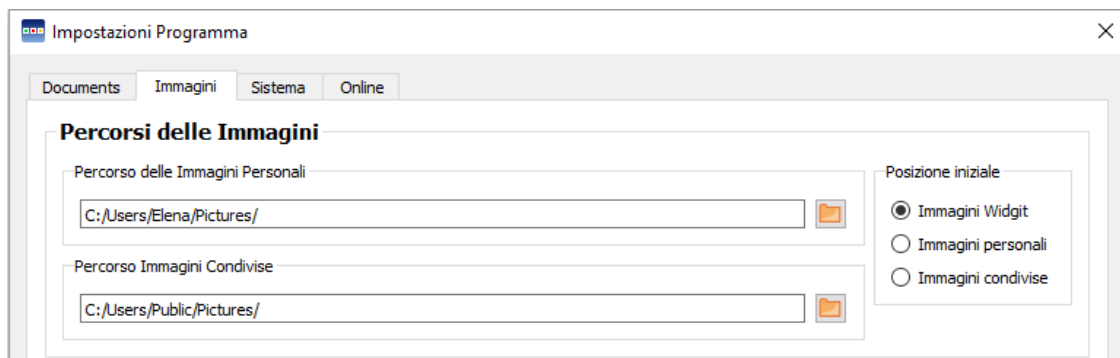 Impostazioni Programma
Documents Immagini Sistema Online
Percorsi delle Immagini
Percorso delle Immagini Personali
C:/Users/Elena/Pictures/
Percorso Immagini Condivise
C:/Users/Public/Pictures/
Posizione iniziale
Immagini Widgit
Immagini personali
Immagini condivise